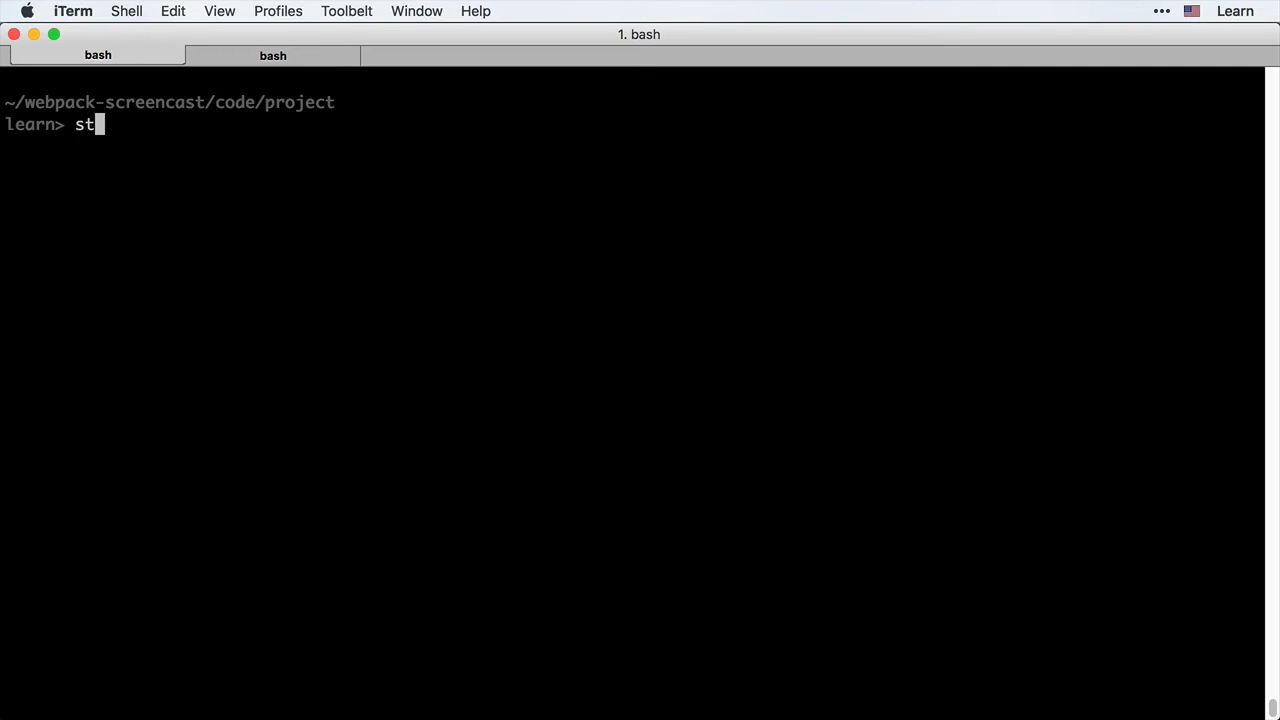 iTerm Shell Edit View Profiles Toolbelt Window Help ••• Learn
1. bash
bash bash
~/webpack-screencast/code/project
learn> st